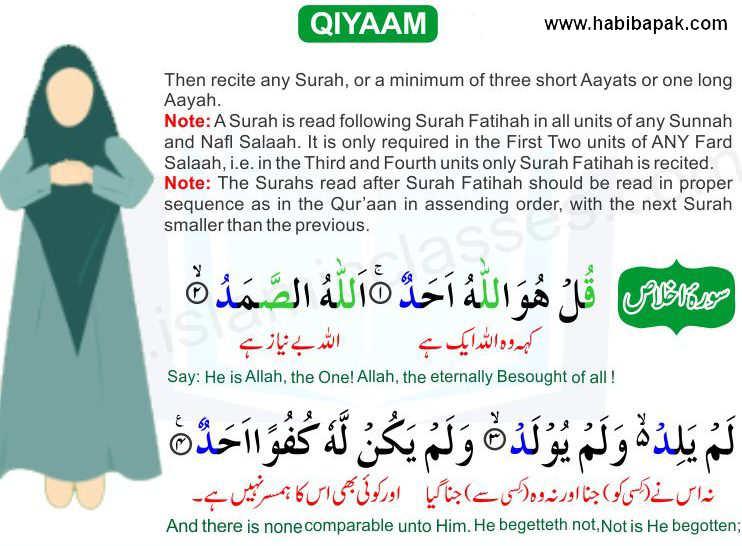 QIYAAM
www.habibapak.com
Then recite any Surah, or a minimum of three short Aayats or one long
Aayah.
Note: A Surah is read following Surah Fatihah in all units of any Sunnah
and Nafl Salaah. It is only required in the First Two units of ANY Fard
Salaah, i.e. in the Third and Fourth units only Surah Fatihah is recited.
Note: The Surahs read after Surah Fatihah should be read in proper
sequence as in the Qur'aan in assending order, with the next Surah
smaller than the previous.
سورۃ اخلاص
قُلْ هُوَ اللّٰهُ اَحَدٌ ۚ﴿۱﴾ اَللّٰهُ الصَّمَدُ ۙ﴿۲﴾
کہہ وہ اللہ ایک ہے اللہ بے نیاز ہے
Say: He is Allah, the One! Allah, the eternally Besought of all !
لَمْ یَلِدْ ۙ۬ وَلَمْ یُوْلَدْ ۙ﴿۳﴾ وَلَمْ یَكُنْ لَّهٗ كُفُوًا اَحَدٌ ۧ﴿۴﴾
نہ اس نے (کسی کو) جنا اور نہ وہ (کسی سے) جنا گیا اور کوئی بھی اس کا ہمسر نہیں ہے۔
And there is none comparable unto Him. He begetteth not, Not is He begotten;